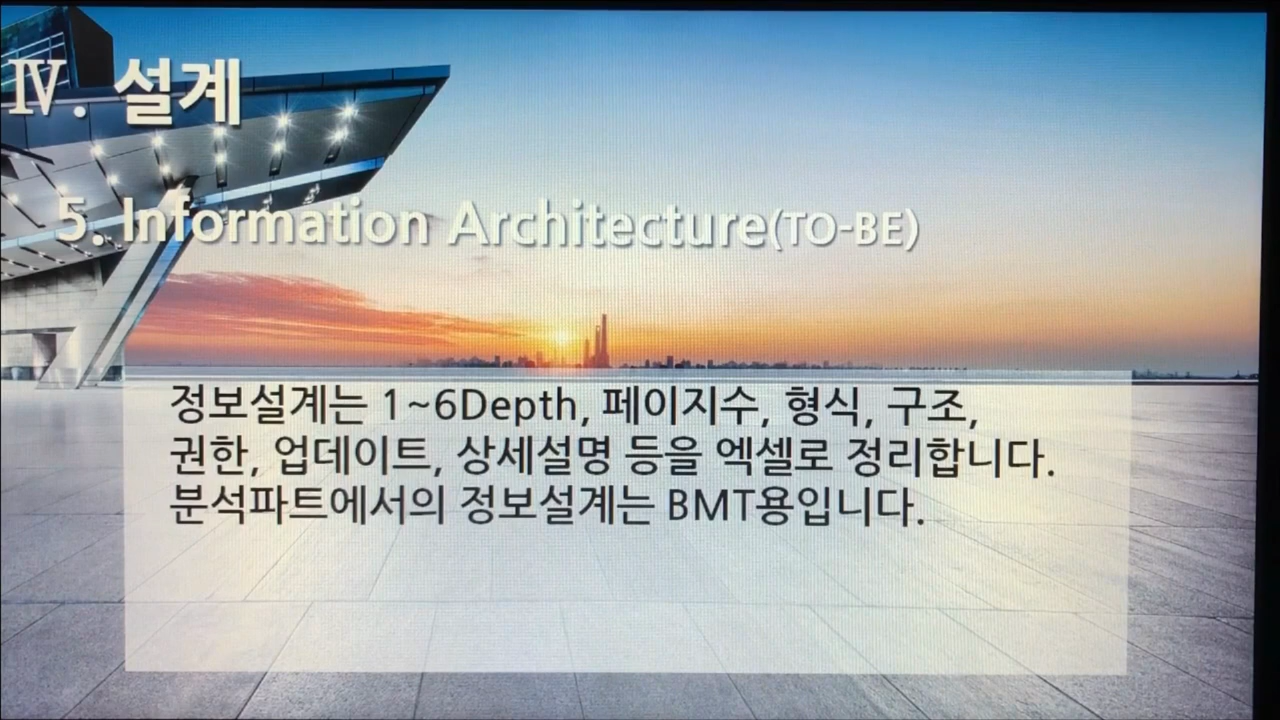 Ⅳ. 설계
5. Information Architecture(TO-BE)
정보설계는 1~6Depth, 페이지수, 형식, 구조,
권한, 업데이트, 상세설명 등을 엑셀로 정리합니다.
분석파트에서의 정보설계는 BMT용입니다.